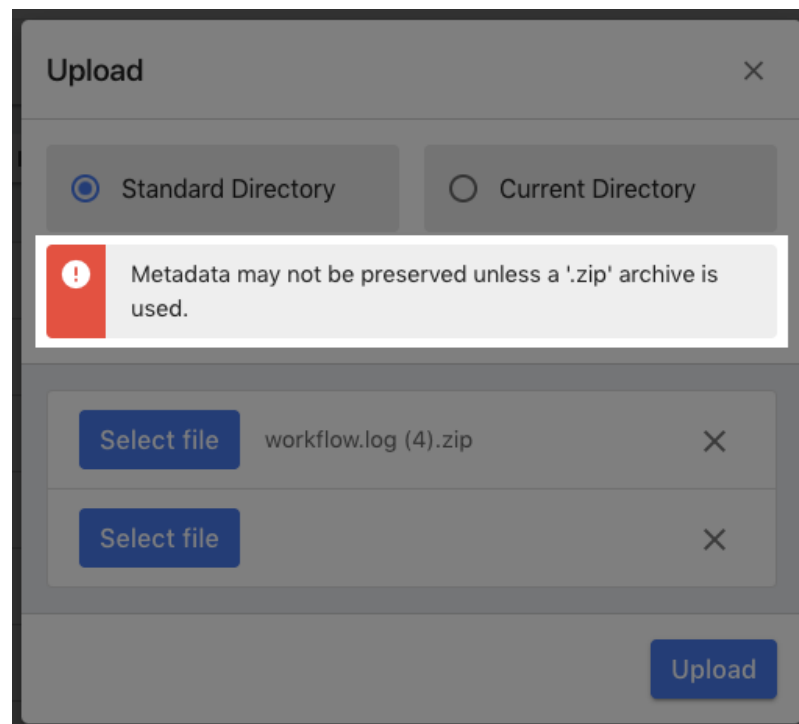 Upload
Standard Directory
Current Directory
Metadata may not be preserved unless a '.zip' archive is
used.
Select file
workflow.log (4).zip
Select file
Upload